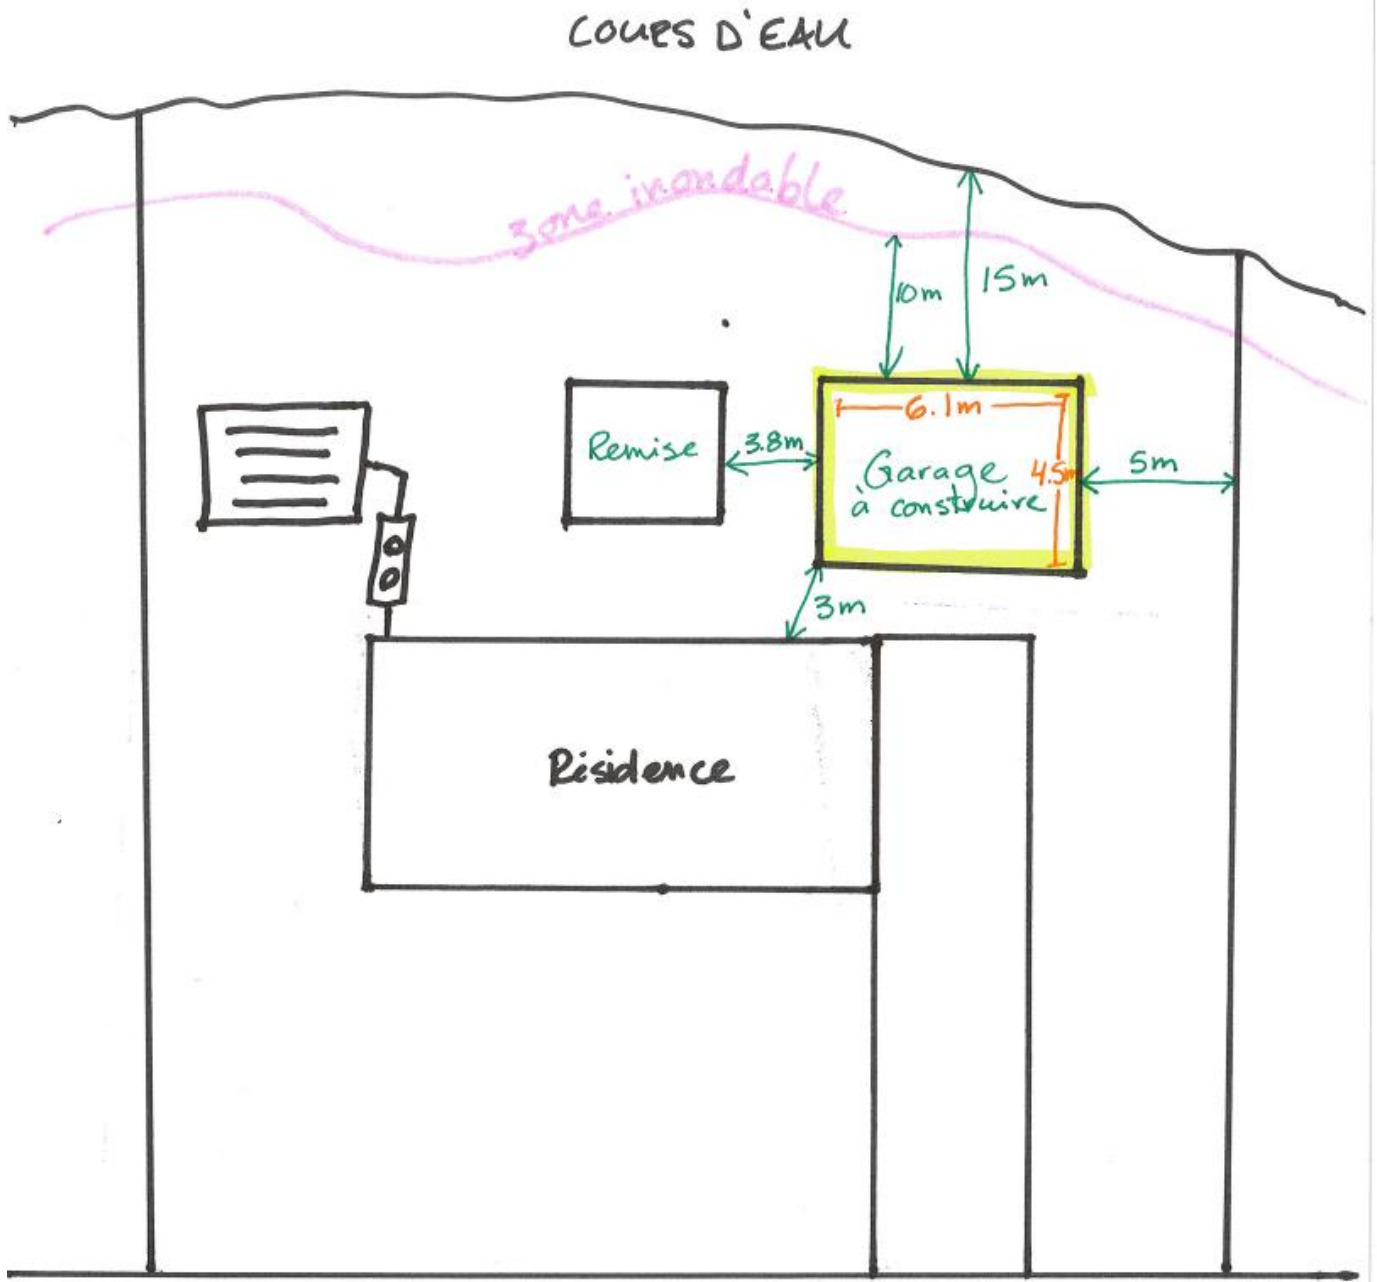 COURS D'EAU
zone inondable
10m
15m
6.1m
Remise
3.8m
Garage
à construire
4.5m
5m
3m
Résidence